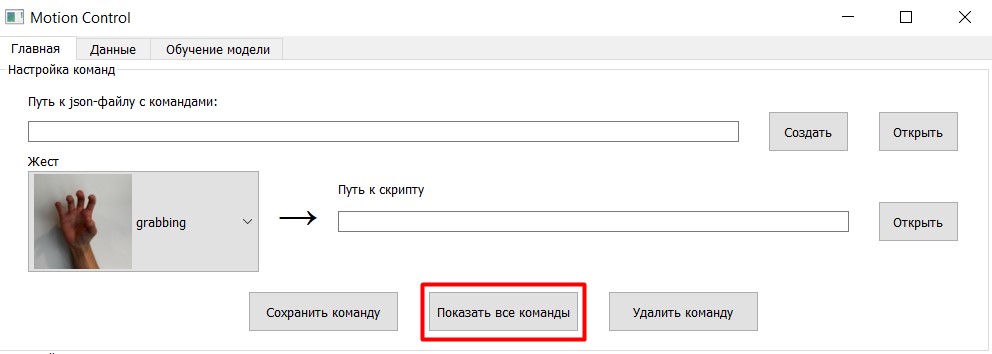 Motion Control
Главная Данные Обучение модели
Настройка команд
Путь к json-файлу с командами:
Создать Открыть
Жест
Путь к скрипту
grabbing → Открыть
Сохранить команду Показать все команды Удалить команду